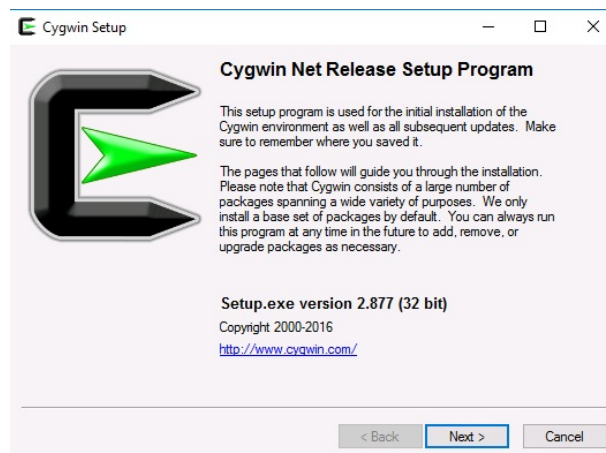 Cygwin Setup
Cygwin Net Release Setup Program
This setup program is used for the initial installation of the
Cygwin environment as well as all subsequent updates. Make
sure to remember where you saved it.
The pages that follow will guide you through the installation.
Please note that Cygwin consists of a large number of
packages spanning a wide variety of purposes. We only
install a base set of packages by default. You can always run
this program at any time in the future to add, remove, or
upgrade packages as necessary.
Setup.exe version 2.877 (32 bit)
Copyright 2000-2016
http://www.cygwin.com/
< Back Next > Cancel